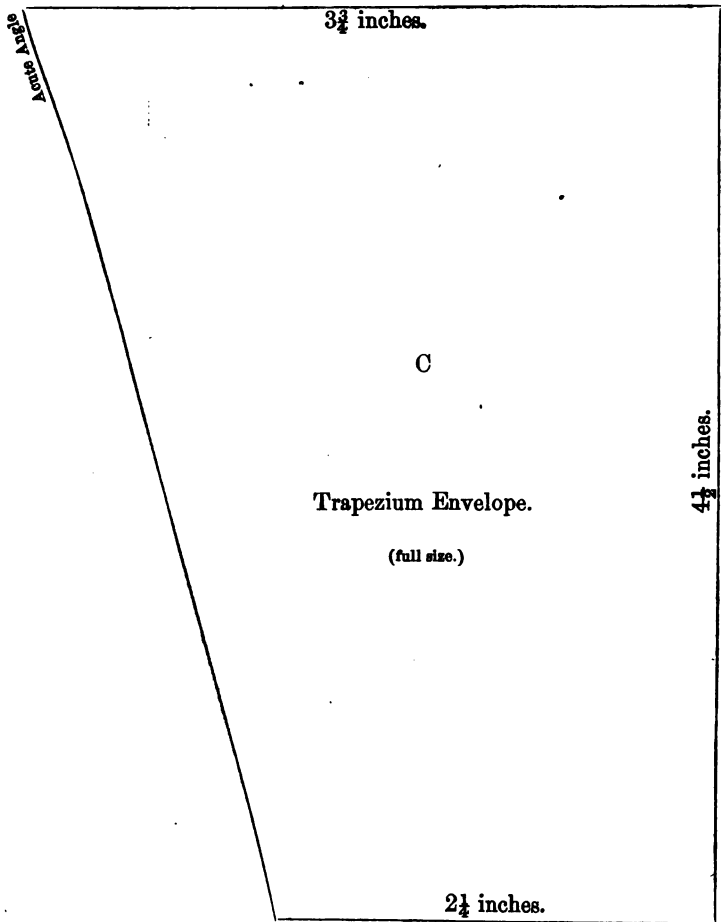 3¾ inches.
Acute Angle
C
4½ inches.
Trapezium Envelope.
(full size.)
2¼ inches.